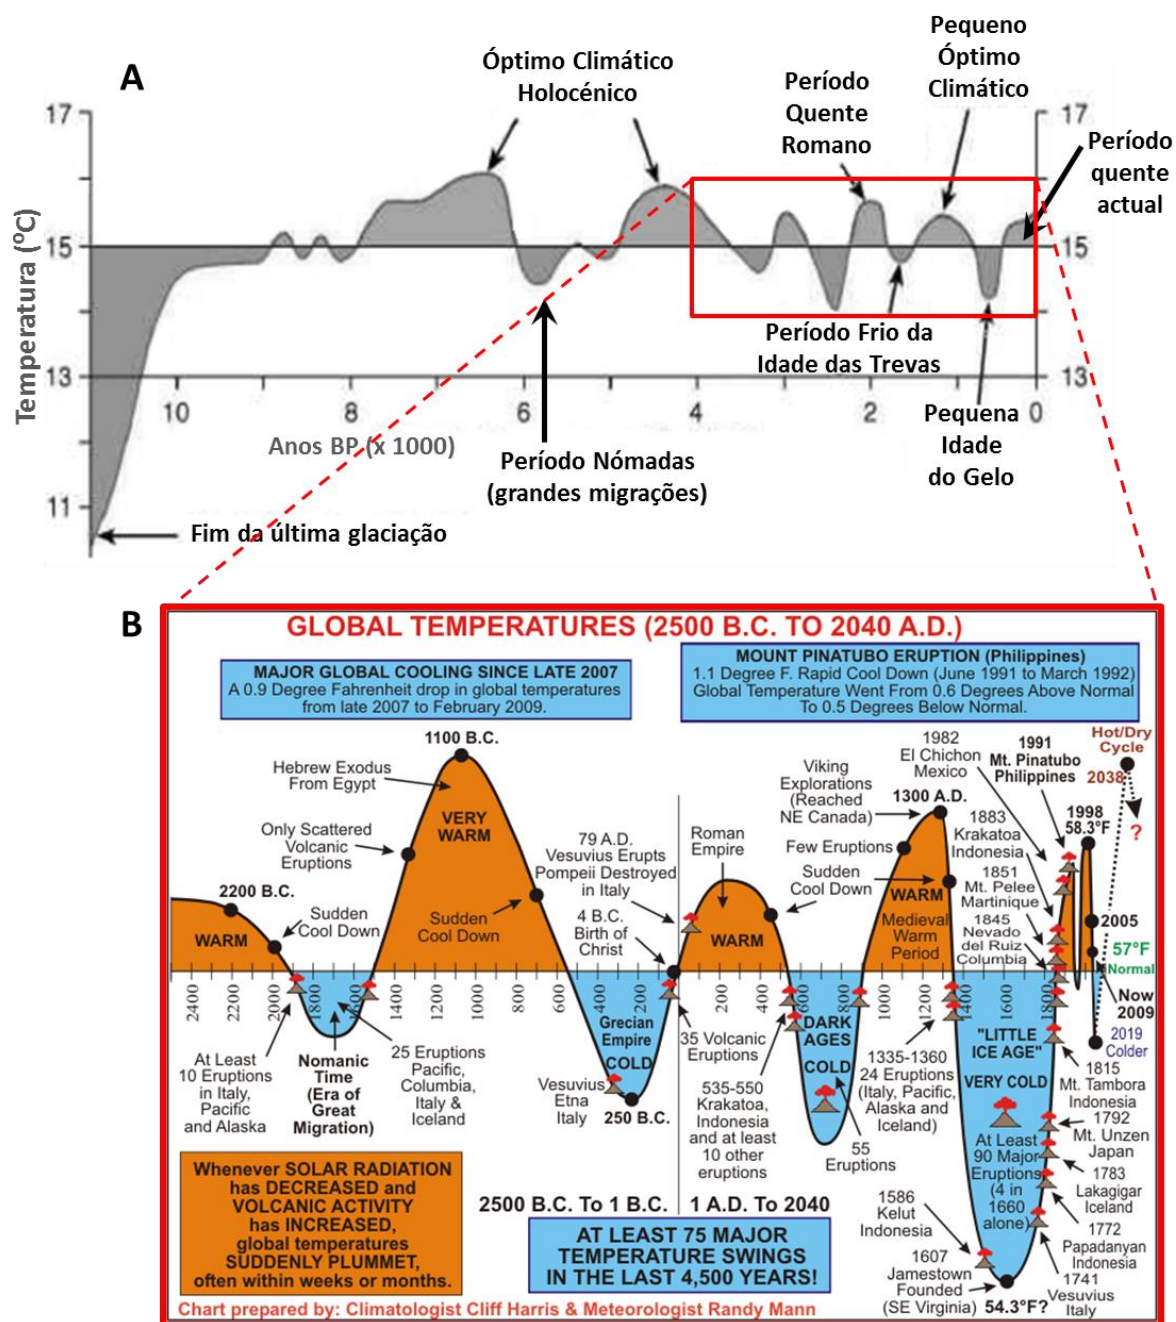 A
Óptimo Climático
Holocénico
Pequeno
Óptimo
Climático
Período
Quente
Romano
Período
quente
actual
17
15
13
11
17
15
13
Temperatura (ºC)
10
8
6
4
2
0
Anos BP (x 1000)
Período Frio da
Idade das Trevas
Pequena
Idade
do Gelo
Período Nómadas
(grandes migrações)
Fim da última glaciação
B
GLOBAL TEMPERATURES (2500 B.C. TO 2040 A.D.)
MAJOR GLOBAL COOLING SINCE LATE 2007
A 0.9 Degree Fahrenheit drop in global temperatures
from late 2007 to February 2009.
MOUNT PINATUBO ERUPTION (Philippines)
1.1 Degree F. Rapid Cool Down (June 1991 to March 1992)
Global Temperature Went From 0.6 Degrees Above Normal
To 0.5 Degrees Below Normal.
1100 B.C.
Hebrew Exodus
From Egypt
VERY
WARM
Only Scattered
Volcanic
Eruptions
2200 B.C.
WARM
Sudden
Cool Down
Sudden
Cool Down
79 A.D.
Vesuvius Erupts
Pompeii Destroyed
in Italy
4 B.C.
Birth of
Christ
Roman
Empire
WARM
Viking
Explorations
(Reached
NE Canada)
1300 A.D.
Few Eruptions
Sudden
Cool Down
WARM
Medieval
Warm
Period
1982
El Chichon
Mexico
1991
Mt. Pinatubo
Philippines
1883
Krakatoa
Indonesia
1851
Mt. Pelee
Martinique
1845
Nevado
del Ruiz
Columbia
Hot/Dry
Cycle
2038
?
1998
58.3°F
2005
57°F
Normal
Now
2009
2019
Colder
2400
2200
2000
1800
1600
1400
1200
1000
800
600
400
200
200
400
600
800
1000
1200
1400
1600
1800
At Least
10 Eruptions
in Italy,
Pacific
and Alaska
Nomanic
Time
(Era of
Great
Migration)
25 Eruptions
Pacific,
Columbia,
Italy &
Iceland
Grecian
Empire
COLD
Vesuvius
Etna
Italy
250 B.C.
35 Volcanic
Eruptions
535-550
Krakatoa,
Indonesia
and at least
10 other
eruptions
DARK
AGES
COLD
55
Eruptions
1335-1360
24 Eruptions
(Italy, Pacific,
Alaska and
Iceland)
"LITTLE
ICE AGE"
VERY COLD
At Least
90 Major
Eruptions
(4 in
1660
alone)
1815
Mt. Tambora
Indonesia
1792
Mt. Unzen
Japan
1783
Lakagigar
Iceland
1772
Papadanyan
Indonesia
1741
Vesuvius
Italy
1586
Kelut
Indonesia
1607
Jamestown
Founded
(SE Virginia)
54.3°F?
Whenever SOLAR RADIATION
has DECREASED and
VOLCANIC ACTIVITY
has INCREASED,
global temperatures
SUDDENLY PLUMMET,
often within weeks or months.
2500 B.C. To 1 B.C.
1 A.D. To 2040
AT LEAST 75 MAJOR
TEMPERATURE SWINGS
IN THE LAST 4,500 YEARS!
Chart prepared by: Climatologist Cliff Harris & Meteorologist Randy Mann